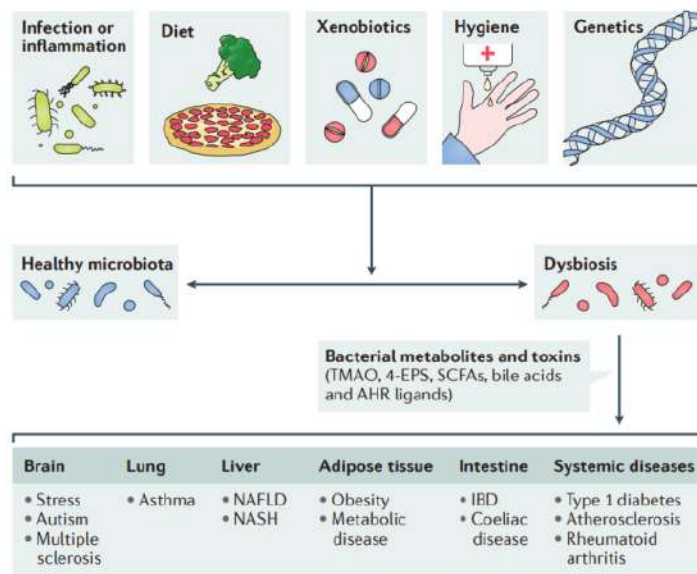 Infection or
inflammation
Diet
Xenobiotics
Hygiene
Genetics
Healthy microbiota
Dysbiosis
Bacterial metabolites and toxins
(TMAO, 4-EPS, SCFAs, bile acids
and AHR ligands)
Brain
• Stress
• Autism
• Multiple
sclerosis
Lung
• Asthma
Liver
• NAFLD
• NASH
Adipose tissue
• Obesity
• Metabolic
disease
Intestine
• IBD
• Coeliac
disease
Systemic diseases
• Type 1 diabetes
• Atherosclerosis
• Rheumatoid
arthritis